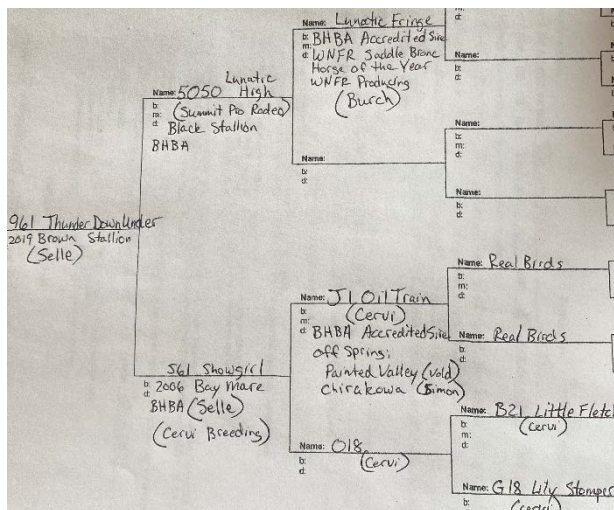 Name: Lunatic Fringe
b: BHBA Accredited Sire
m:
d: WNFR Saddle Bronc
Horse of the Year
WNFR Producing
(Burch)
Name:
b:
d:
Name: 5050 Lunatic High
b: (Summit Pro Rodeo)
m:
d: Black Stallion
BHBA
Name:
b:
m:
d:
Name:
b:
d:
Name:
b:
d:
961 Thunder Down Under
2019 Brown Stallion
(Selle)
Name: J1 Oil Train
b: (Cervi)
m:
d: BHBA Accredited Sire
off Spring:
Painted Valley (Vold)
Chirakowa
Name: Real Birds
b:
m:
d:
Name: Real Birds
b:
d:
561 Showgirl
b: 2006 Bay Mare
d:
BHBA (Selle)
(Cervi Breeding)
Name: 018
b: (Cervi)
d:
Name: B21 Little
b: (Cervi)
m:
d:
Name: G18 Lily Stomper
b: (Cervi)